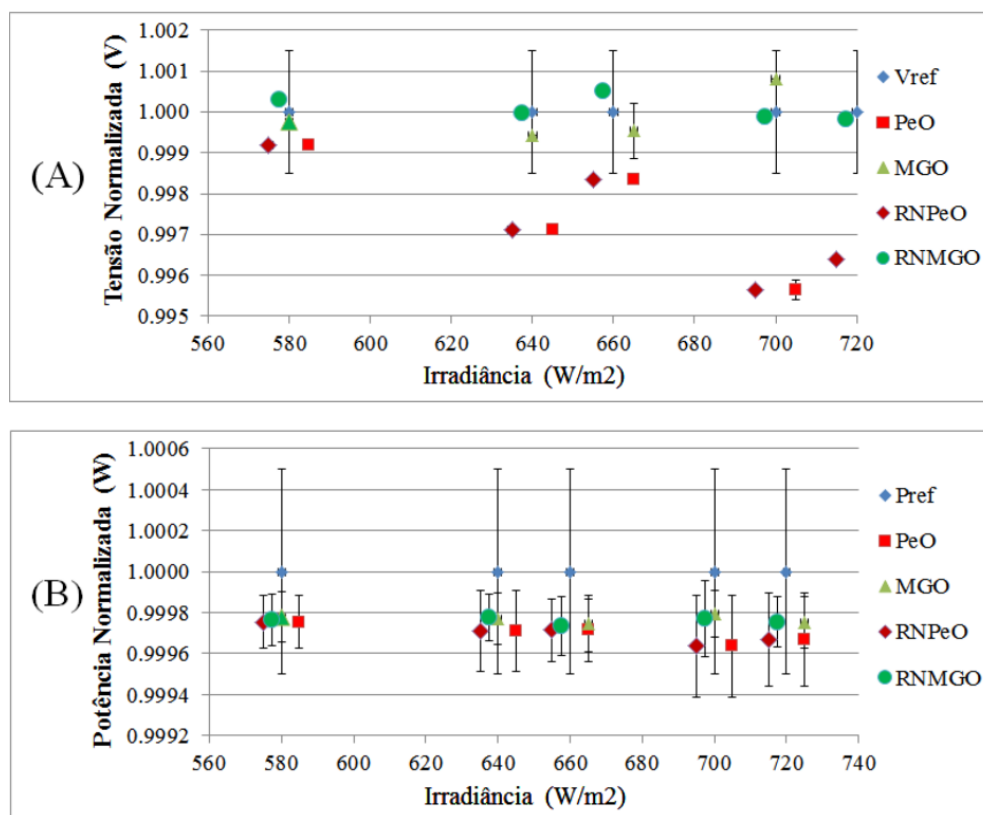 (A)
Tensão Normalizada (V)
1.002
1.001
1.000
0.999
0.998
0.997
0.996
0.995
560 580 600 620 640 660 680 700 720
Irradiância (W/m2)
Vref
PeO
MGO
RNPeO
RNMGO
(B)
Potência Normalizada (W)
1.0006
1.0004
1.0002
1.0000
0.9998
0.9996
0.9994
0.9992
560 580 600 620 640 660 680 700 720 740
Irradiância (W/m2)
Pref
PeO
MGO
RNPeO
RNMGO